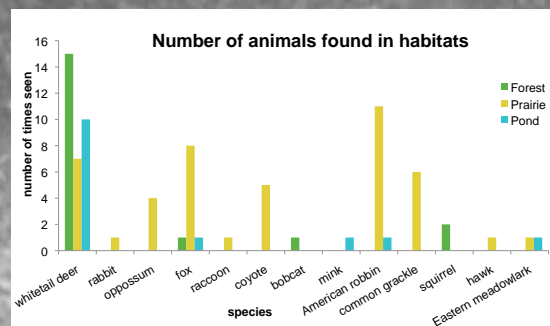 Number of animals found in habitats
number of times seen
16
14
12
10
8
6
4
2
0
Forest
Prairie
Pond
whitetail deer
rabbit
oppossum
fox
raccoon
coyote
bobcat
mink
American robbin
common grackle
squirrel
hawk
Eastern meadowlark
species